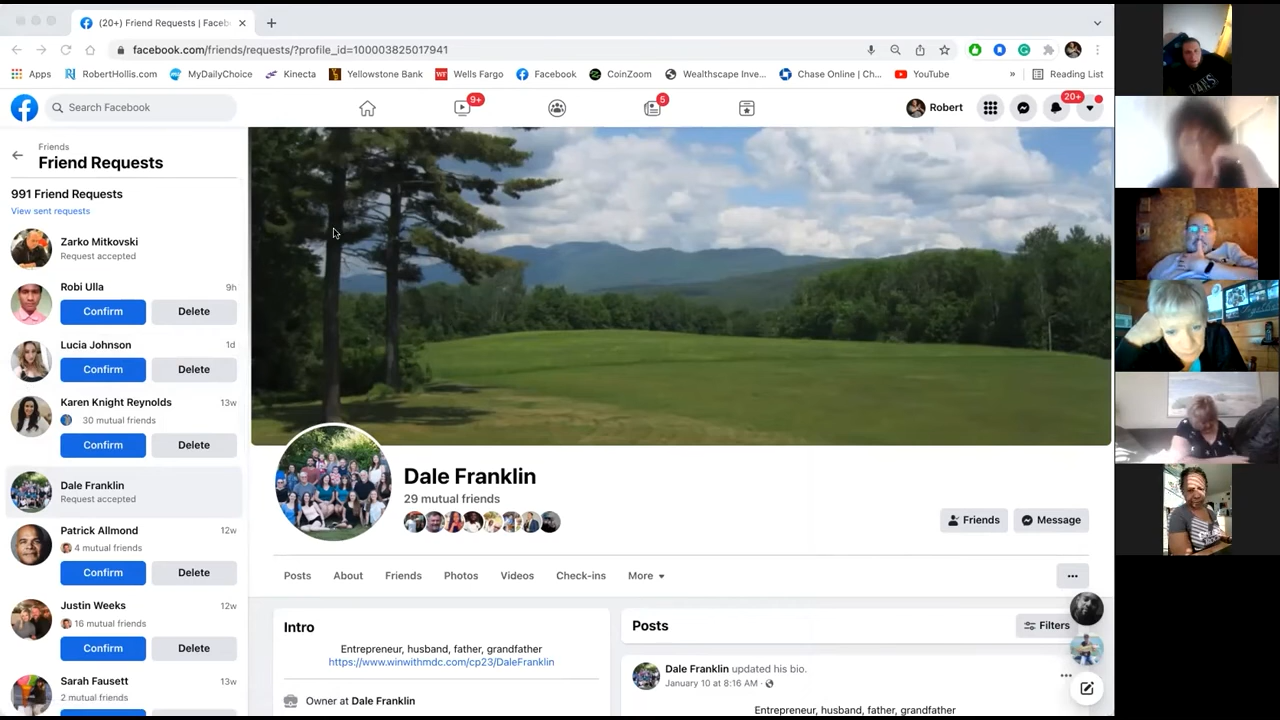 (20+) Friend Requests | Faceb
facebook.com/friends/requests/?profile_id=100003825017941
Apps
RobertHollis.com
MyDailyChoice
Kinecta
Yellowstone Bank
Wells Fargo
Facebook
CoinZoom
Wealthscape Inve...
Chase Online | Ch...
YouTube
»
Reading List
Search Facebook
9+
5
Robert
20+
Friends
Friend Requests
991 Friend Requests
View sent requests
Zarko Mitkovski
Request accepted
Robi Ulla 9h
Confirm Delete
Lucia Johnson 1d
Confirm Delete
Karen Knight Reynolds 13w
30 mutual friends
Confirm Delete
Dale Franklin
Request accepted
Patrick Allmond 12w
4 mutual friends
Confirm Delete
Justin Weeks 12w
16 mutual friends
Confirm Delete
Sarah Fausett 13w
2 mutual friends
Dale Franklin
29 mutual friends
Friends Message
Posts About Friends Photos Videos Check-ins More
Intro
Entrepreneur, husband, father, grandfather
https://www.winwithmdc.com/cp23/DaleFranklin
Owner at Dale Franklin
Posts
Filters
Dale Franklin updated his bio.
January 10 at 8:16 AM ·
Entrepreneur, husband, father, grandfather